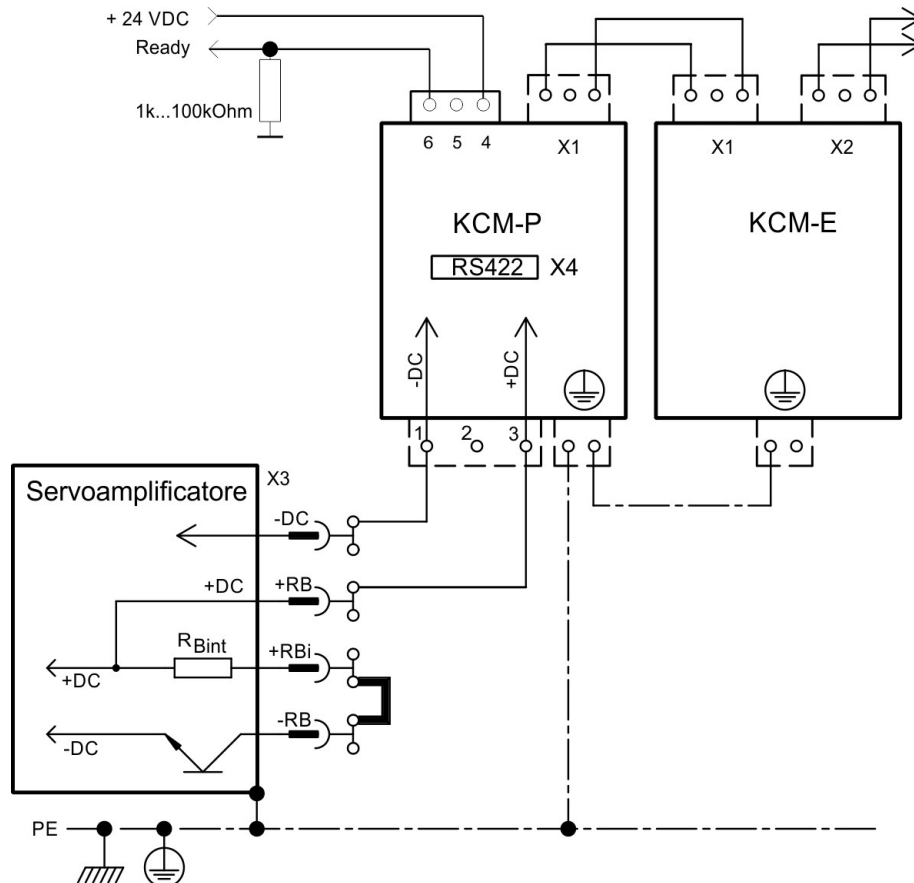 + 24 VDC
Ready
1k...100kOhm
6 5 4
X1
X1
X2
KCM-P
KCM-E
RS422
X4
-DC
+DC
1 2 3
Servoamplificatore
X3
-DC
+DC
+RB
RBint
+RBi
+DC
-RB
-DC
PE